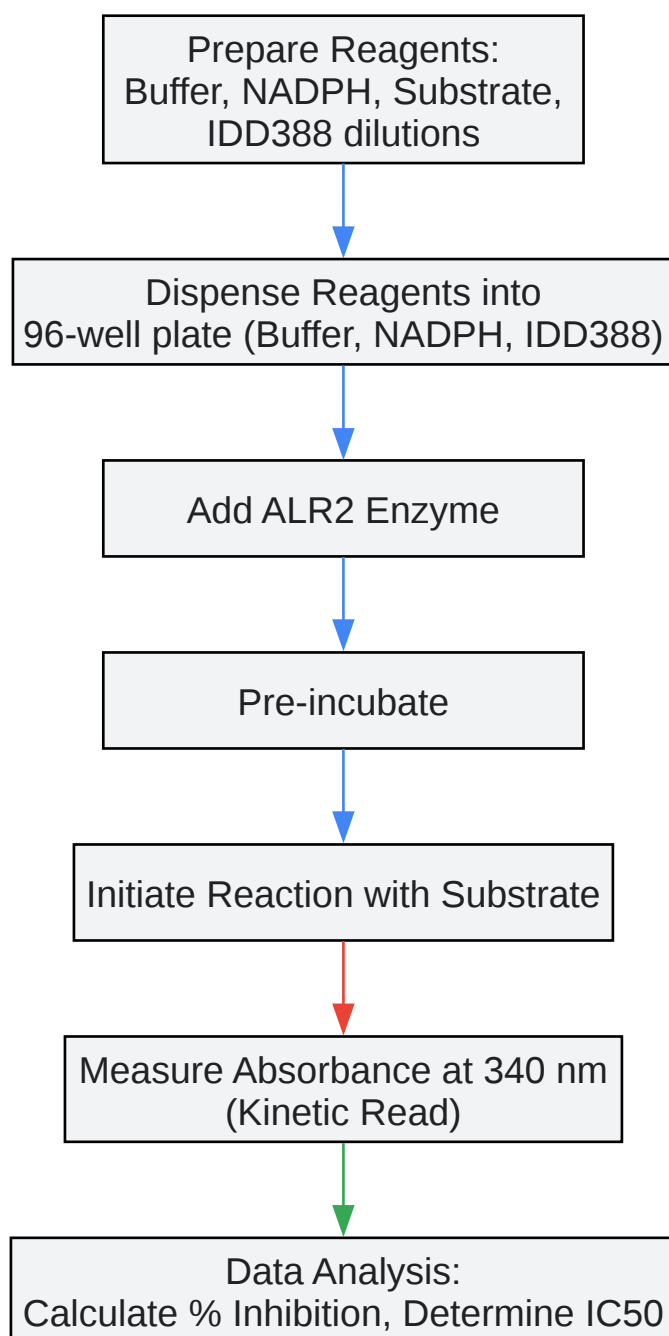 Prepare Reagents:
Buffer, NADPH, Substrate,
IDD388 dilutions
Dispense Reagents into
96-well plate (Buffer, NADPH, IDD388)
Add ALR2 Enzyme
Pre-incubate
Initiate Reaction with Substrate
Measure Absorbance at 340 nm
(Kinetic Read)
Data Analysis:
Calculate % Inhibition, Determine IC50